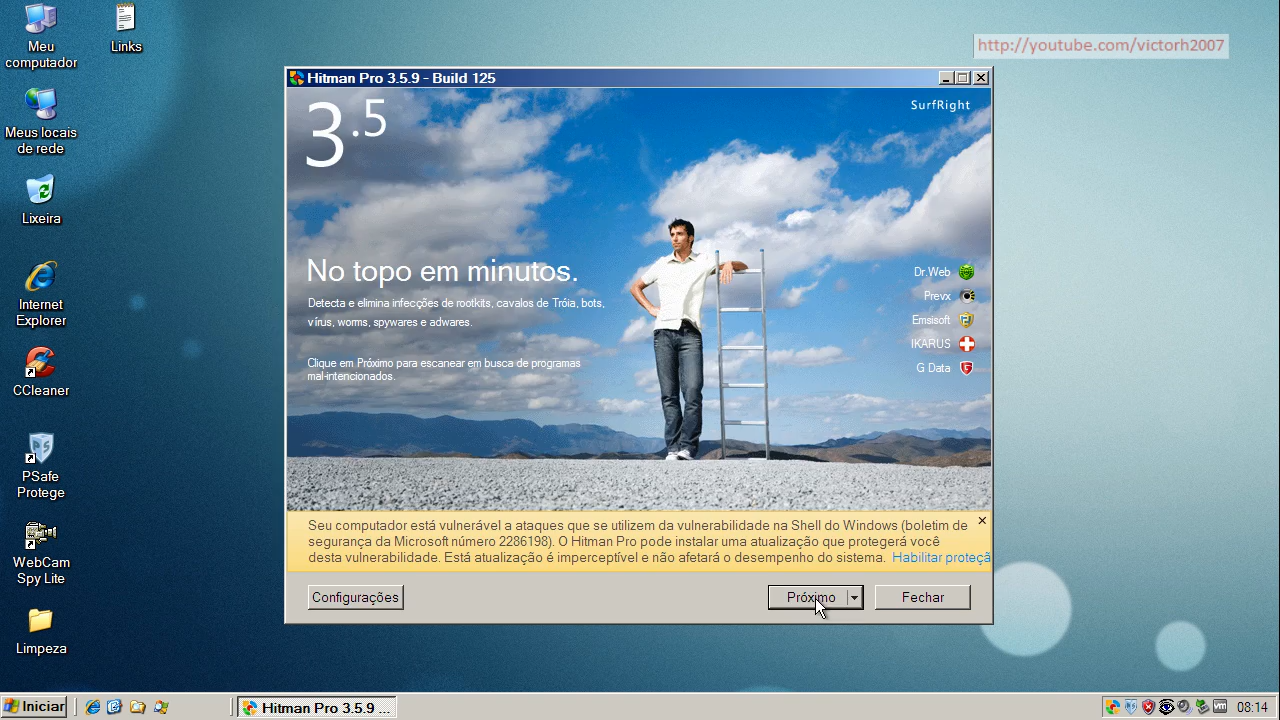 Meu
computador
Links
Meus locais
de rede
Lixeira
Internet
Explorer
CCleaner
PSafe
Protege
WebCam
Spy Lite
Limpeza
http://youtube.com/victorh2007
Hitman Pro 3.5.9 - Build 125
3.5
SurfRight
No topo em minutos.
Detecta e elimina infecções de rootkits, cavalos de Tróia, bots,
vírus, worms, spywares e adwares.
Clique em Próximo para escanear em busca de programas
mal-intencionados.
Dr.Web
Prevx
Emsisoft
IKARUS
G Data
Seu computador está vulnerável a ataques que se utilizem da vulnerabilidade na Shell do Windows (boletim de
segurança da Microsoft número 2286198). O Hitman Pro pode instalar uma atualização que protegerá você
desta vulnerabilidade. Está atualização é imperceptível e não afetará o desempenho do sistema. Habilitar proteçã
Configurações
Próximo
Fechar
Iniciar
Hitman Pro 3.5.9 ...
08:14